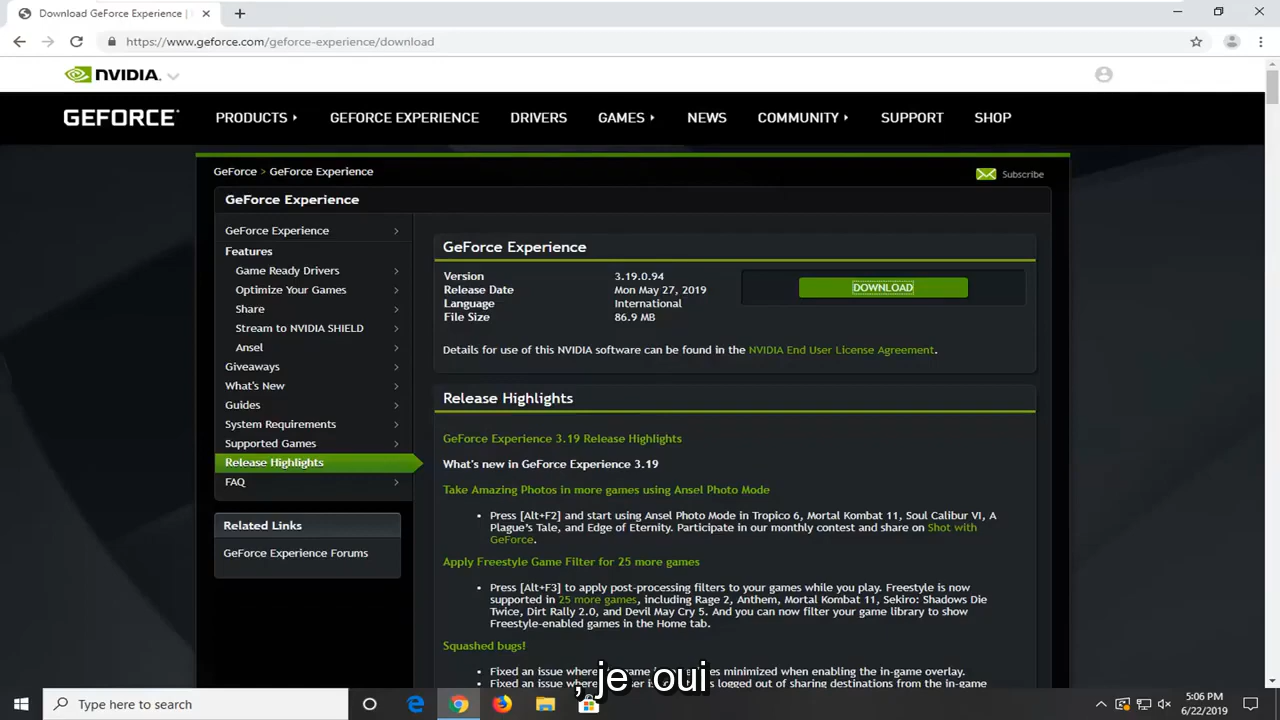 Download GeForce Experience |
https://www.geforce.com/geforce-experience/download
NVIDIA.
GEFORCE
PRODUCTS
GEFORCE EXPERIENCE
DRIVERS
GAMES
NEWS
COMMUNITY
SUPPORT
SHOP
GeForce > GeForce Experience
Subscribe
GeForce Experience
GeForce Experience
Features
Game Ready Drivers
Optimize Your Games
Share
Stream to NVIDIA SHIELD
Ansel
Giveaways
What's New
Guides
System Requirements
Supported Games
Release Highlights
FAQ
Related Links
GeForce Experience Forums
GeForce Experience
Version 3.19.0.94
Release Date Mon May 27, 2019
Language International
File Size 86.9 MB
DOWNLOAD
Details for use of this NVIDIA software can be found in the NVIDIA End User License Agreement.
Release Highlights
GeForce Experience 3.19 Release Highlights
What's new in GeForce Experience 3.19
Take Amazing Photos in more games using Ansel Photo Mode
• Press [Alt+F2] and start using Ansel Photo Mode in Tropico 6, Mortal Kombat 11, Soul Calibur VI, A
Plague's Tale, and Edge of Eternity. Participate in our monthly contest and share on Shot with
GeForce.
Apply Freestyle Game Filter for 25 more games
• Press [Alt+F3] to apply post-processing filters to your games while you play. Freestyle is now
supported in 25 more games, including Rage 2, Anthem, Mortal Kombat 11, Sekiro: Shadows Die
Twice, Dirt Rally 2.0, and Devil May Cry 5. And you can now filter your game library to show
Freestyle-enabled games in the Home tab.
Squashed bugs!
• Fixed an issue where minimized when enabling the in-game overlay.
• Fixed an issue where logged out of sharing destinations from the in-game
, je oui
Type here to search
5:06 PM
6/22/2019